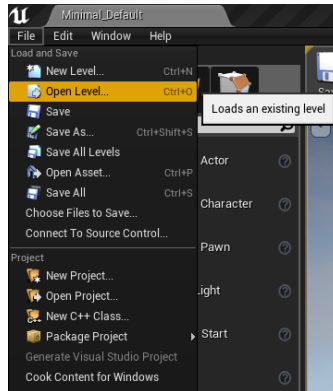 Minimal_Default
File Edit Window Help
Load and Save
New Level... Ctrl+N
Open Level... Ctrl+O
Loads an existing level
Save
Save As... Ctrl+Shift+S
Save All Levels
Actor
Open Asset... Ctrl+P
Save All Ctrl+S
Character
Choose Files to Save...
Connect To Source Control...
Pawn
Project
New Project...
Open Project...
Light
New C++ Class...
Package Project
Start
Generate Visual Studio Project
Cook Content for Windows